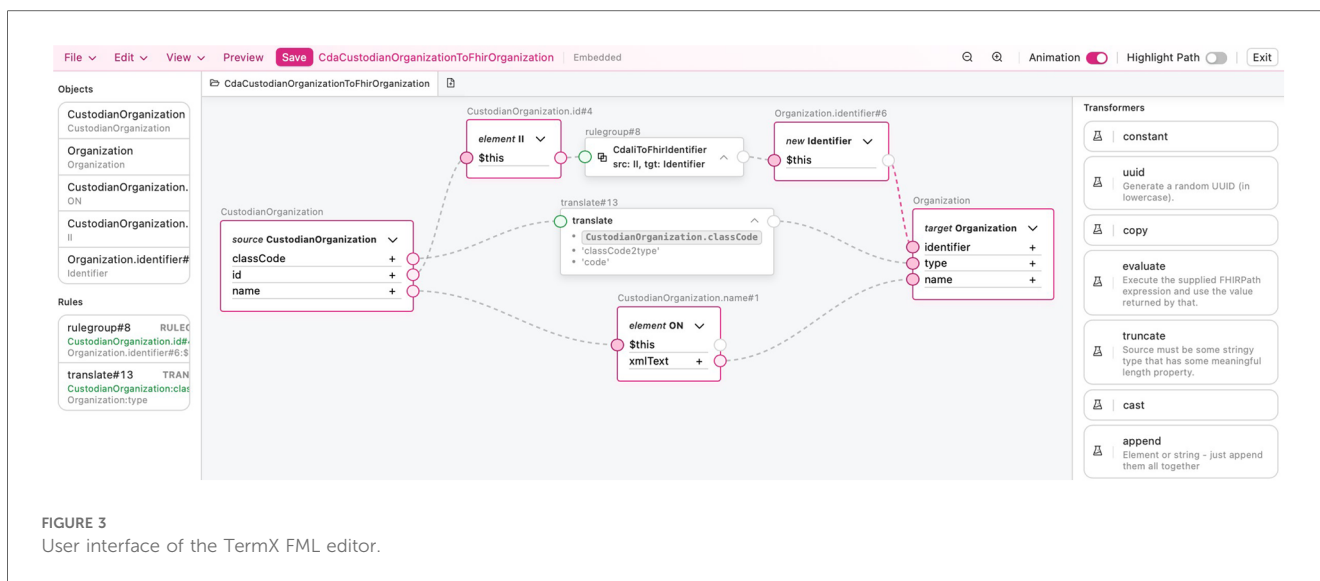 File Edit View Preview Save CdaCustodianOrganizationToFhirOrganization Embedded Animation Highlight Path Exit
Objects
CustodianOrganization
CustodianOrganization
Organization
Organization
CustodianOrganization.
ON
CustodianOrganization.
II
Organization.identifier#
Identifier
Rules
rulegroup#8 RULEG
CustodianOrganization.id#4
Organization.identifier#6:$
translate#13 TRAN
CustodianOrganization:clas
Organization:type
CdaCustodianOrganizationToFhirOrganization
CustodianOrganization.id#4
element II
$this
rulegroup#8
CdaIiToFhirIdentifier
src: II, tgt: Identifier
Organization.identifier#6
new Identifier
$this
CustodianOrganization
source CustodianOrganization
classCode +
id +
name +
translate#13
translate
• CustodianOrganization.classCode
• 'classCode2type'
• 'code'
Organization
target Organization
identifier +
type +
name +
CustodianOrganization.name#1
element ON
$this
xmlText +
Transformers
constant
uuid
Generate a random UUID (in
lowercase).
copy
evaluate
Execute the supplied FHIRPath
expression and use the value
returned by that.
truncate
Source must be some stringy
type that has some meaningful
length property.
cast
append
Element or string - just append
them all together
FIGURE 3
User interface of the TermX FML editor.